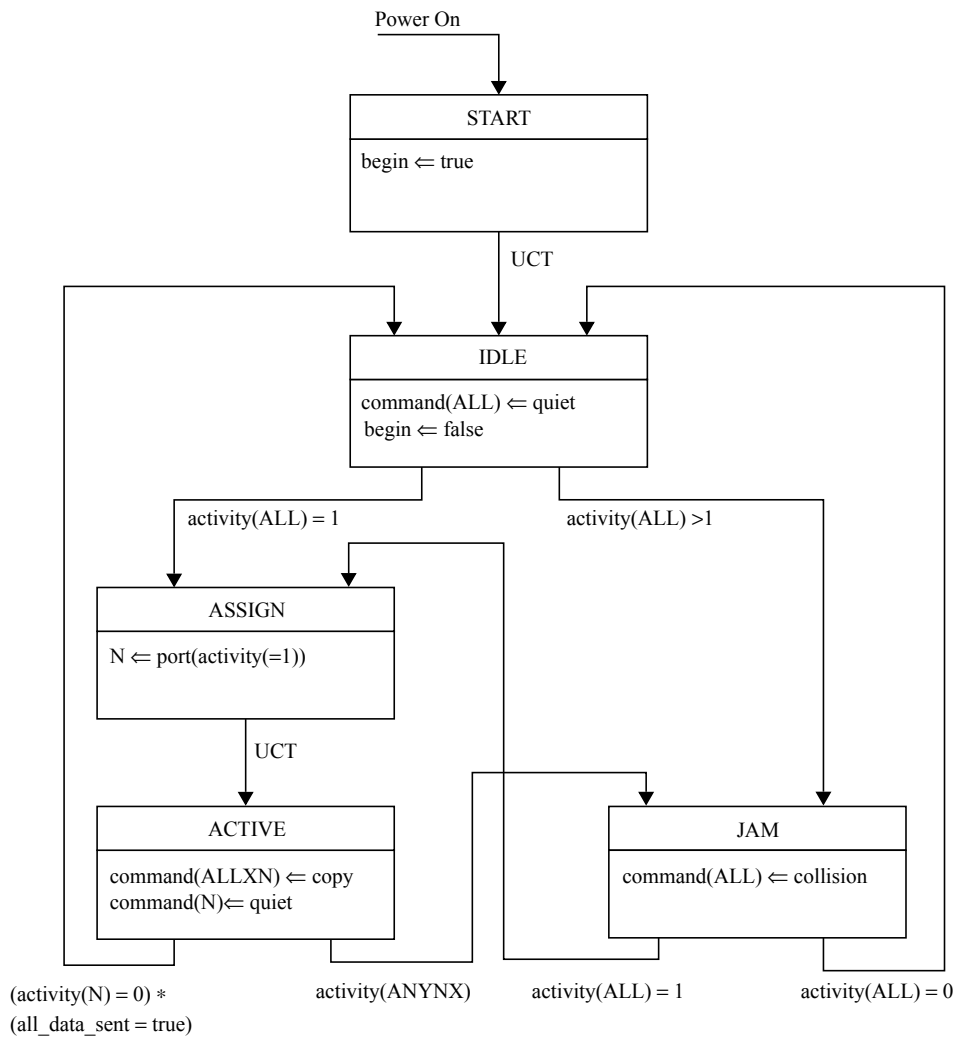 Power On
START
begin ⇐ true
UCT
IDLE
command(ALL) ⇐ quiet
begin ⇐ false
activity(ALL) = 1
activity(ALL) >1
ASSIGN
N ⇐ port(activity(=1))
UCT
ACTIVE
command(ALLXN) ⇐ copy
command(N)⇐ quiet
JAM
command(ALL) ⇐ collision
(activity(N) = 0) ∗
(all_data_sent = true)
activity(ANYNX)
activity(ALL) = 1
activity(ALL) = 0